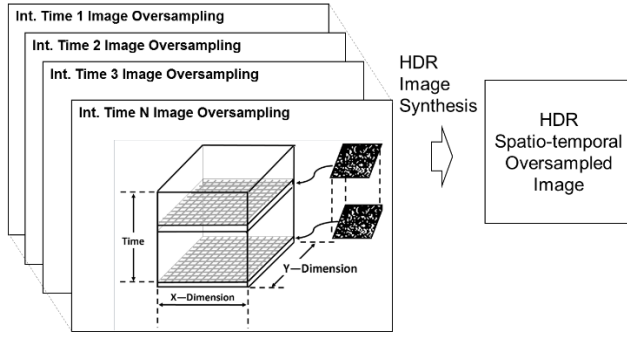 Int. Time 1 Image Oversampling
Int. Time 2 Image Oversampling
Int. Time 3 Image Oversampling
Int. Time N Image Oversampling
Time
X—Dimension
Y—Dimension
HDR
Image
Synthesis
HDR
Spatio-temporal
Oversampled
Image